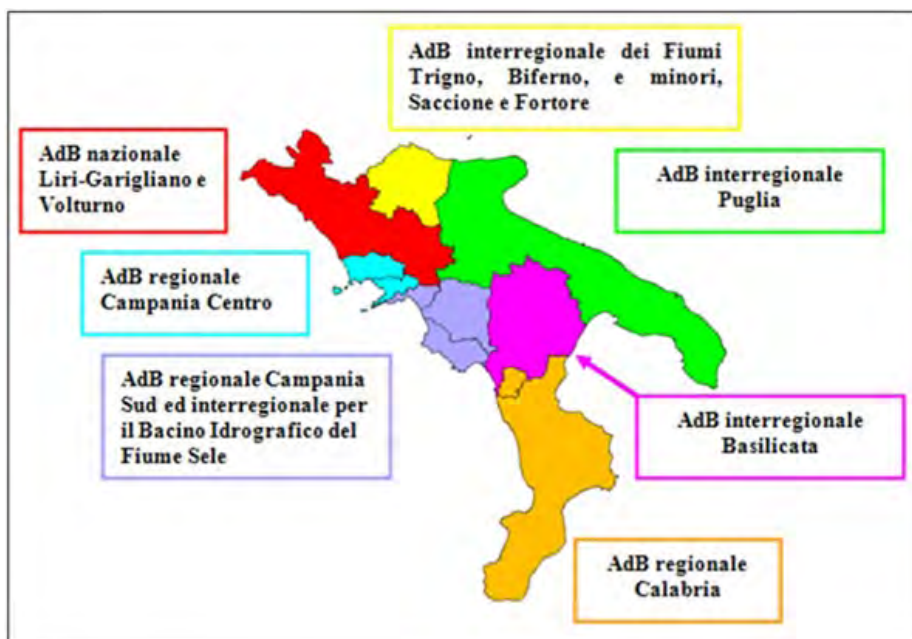 AdB interregionale dei Fiumi
Trigno, Biferno, e minori,
Saccione e Fortore
AdB nazionale
Liri-Garigliano e
Volturno
AdB interregionale
Puglia
AdB regionale
Campania Centro
AdB regionale Campania
Sud ed interregionale per
il Bacino Idrografico del
Fiume Sele
AdB interregionale
Basilicata
AdB regionale
Calabria